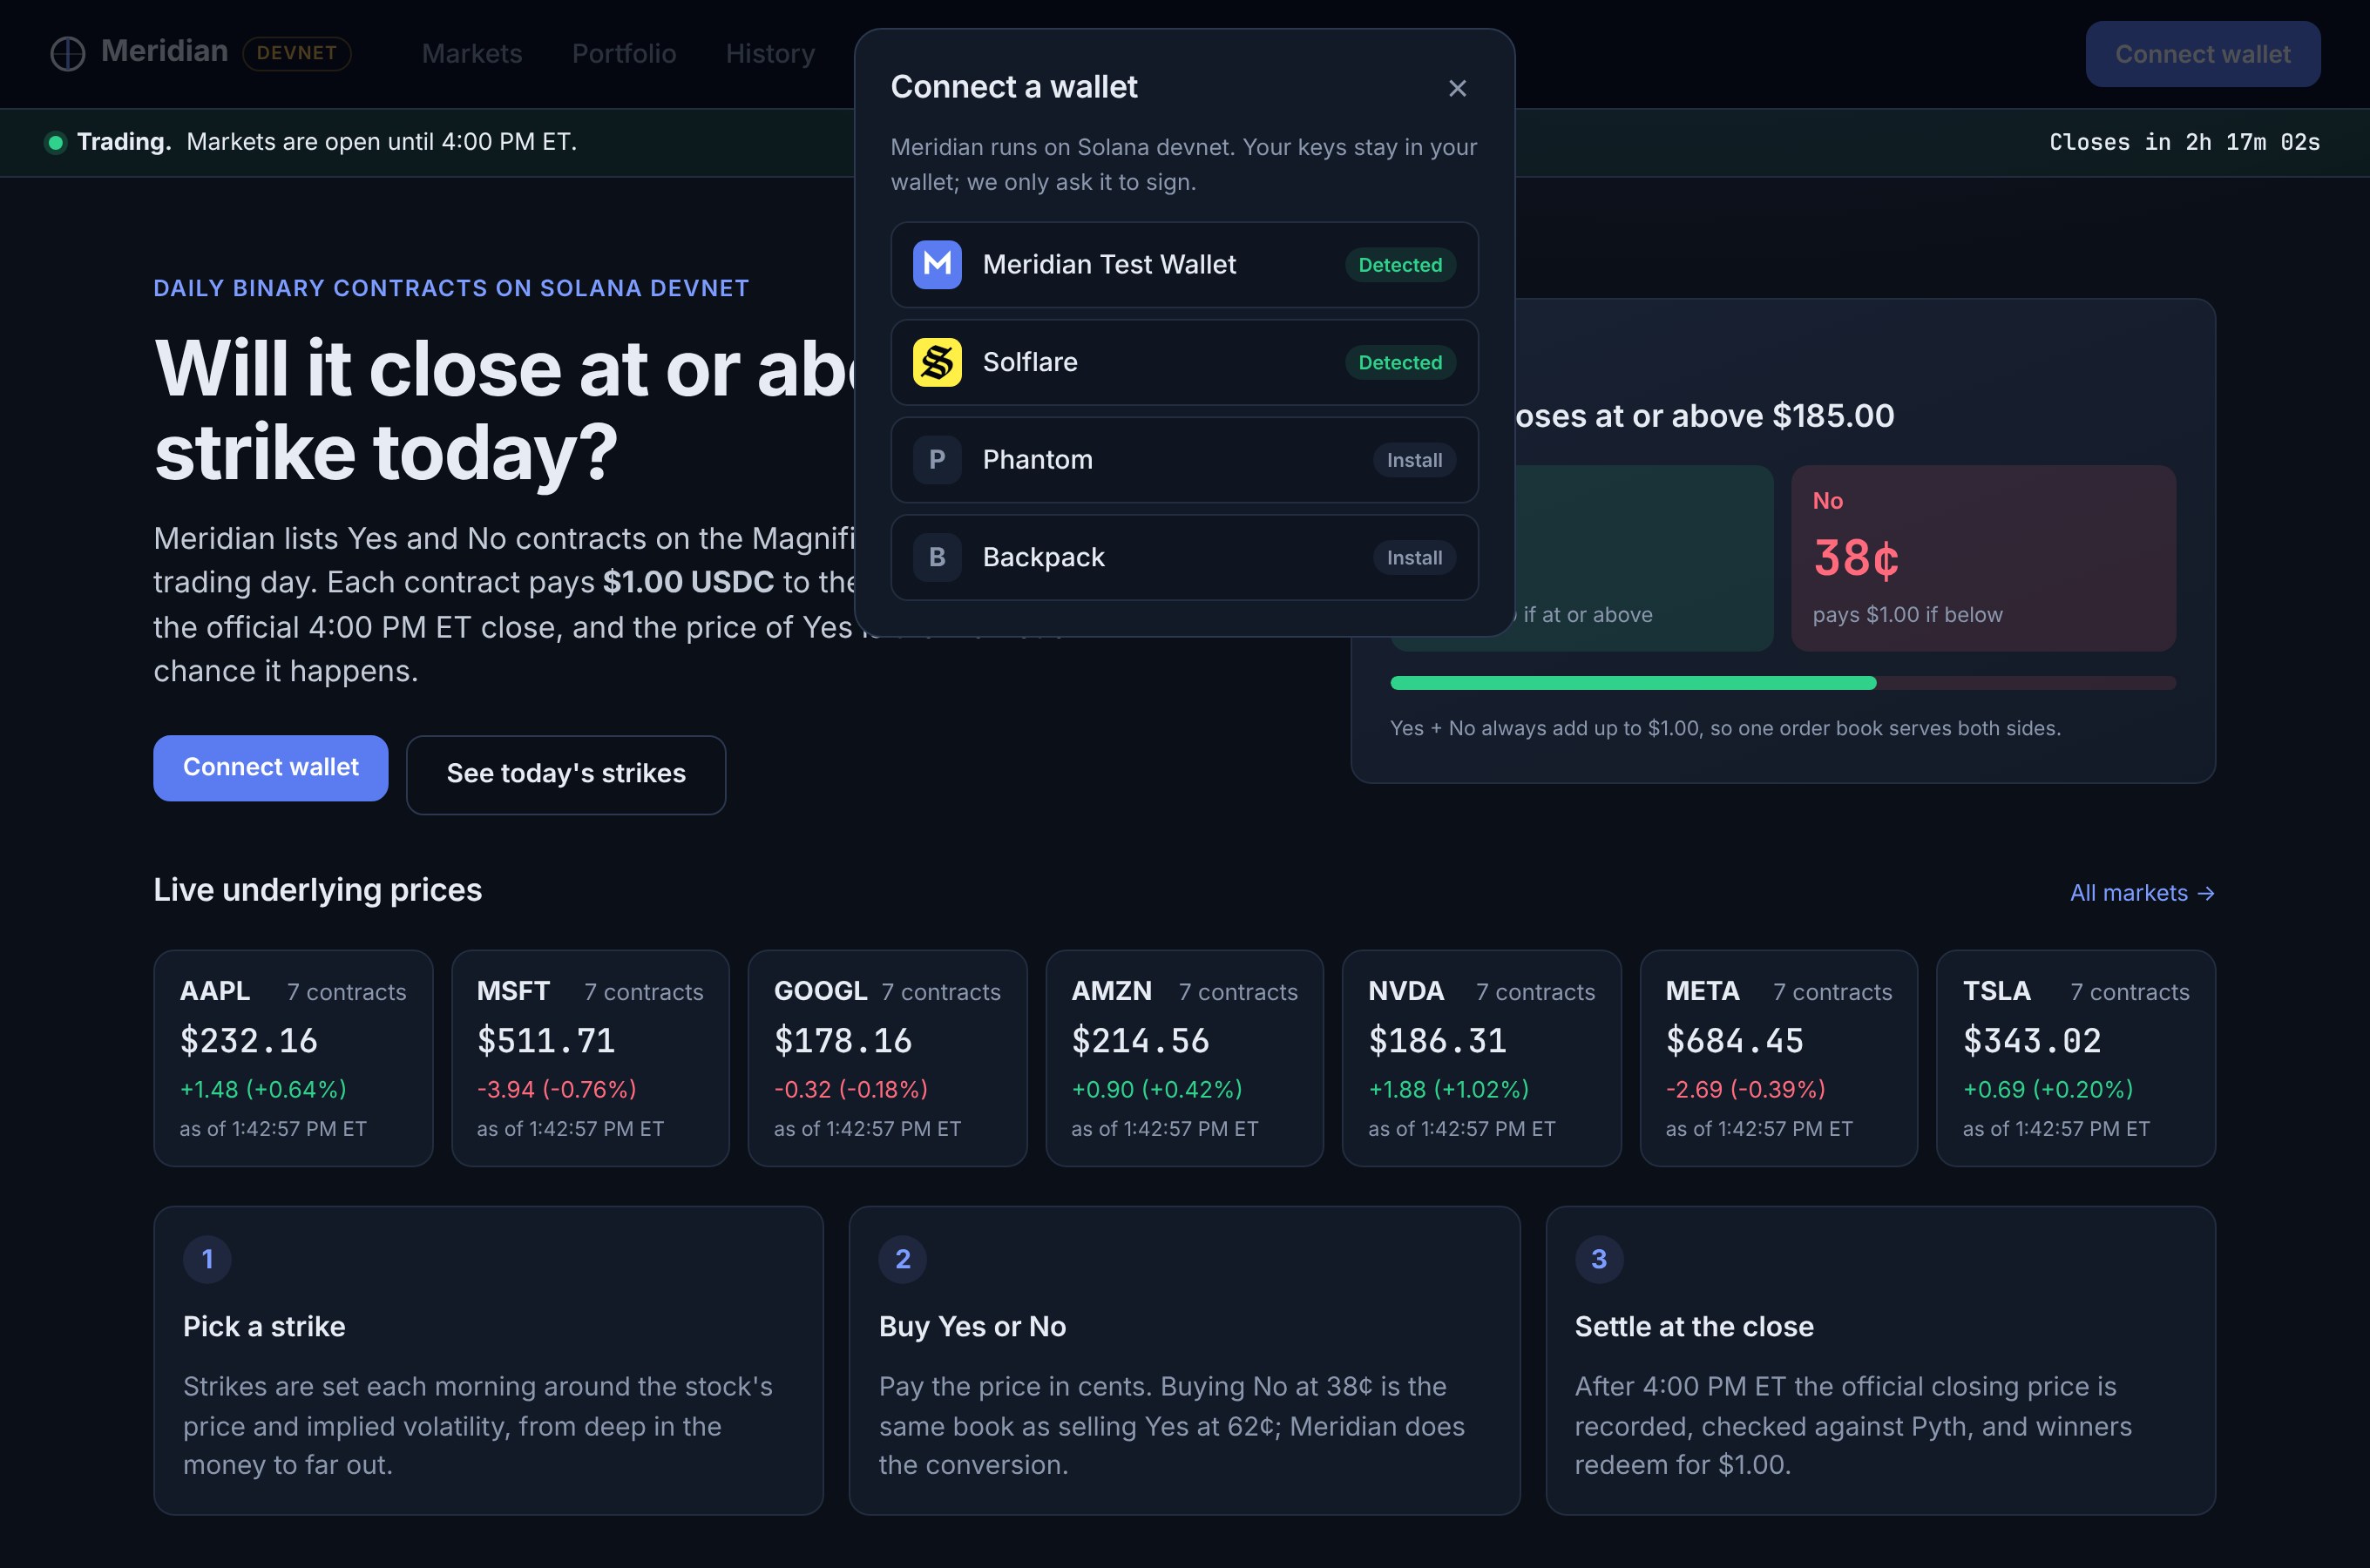 Meridian DEVNET Markets Portfolio History Connect wallet
Trading. Markets are open until 4:00 PM ET. Closes in 2h 17m 02s
Connect a wallet ×
Meridian runs on Solana devnet. Your keys stay in your
wallet; we only ask it to sign.
M Meridian Test Wallet Detected
Solflare Detected
P Phantom Install
B Backpack Install
DAILY BINARY CONTRACTS ON SOLANA DEVNET
Will it close at or
strike today?
Meridian lists Yes and No contracts on the
trading day. Each contract pays $1.00 USDC to the
the official 4:00 PM ET close, and the price of Yes
chance it happens.
Connect wallet See today's strikes
at or above $185.00
if at or above
No
38¢
pays $1.00 if below
Yes + No always add up to $1.00, so one order book serves both sides.
Live underlying prices All markets →
AAPL 7 contracts
$232.16
+1.48 (+0.64%)
as of 1:42:57 PM ET
MSFT 7 contracts
$511.71
-3.94 (-0.76%)
as of 1:42:57 PM ET
GOOGL 7 contracts
$178.16
-0.32 (-0.18%)
as of 1:42:57 PM ET
AMZN 7 contracts
$214.56
+0.90 (+0.42%)
as of 1:42:57 PM ET
NVDA 7 contracts
$186.31
+1.88 (+1.02%)
as of 1:42:57 PM ET
META 7 contracts
$684.45
-2.69 (-0.39%)
as of 1:42:57 PM ET
TSLA 7 contracts
$343.02
+0.69 (+0.20%)
as of 1:42:57 PM ET
1
Pick a strike
Strikes are set each morning around the stock's
price and implied volatility, from deep in the
money to far out.
2
Buy Yes or No
Pay the price in cents. Buying No at 38¢ is the
same book as selling Yes at 62¢; Meridian does
the conversion.
3
Settle at the close
After 4:00 PM ET the official closing price is
recorded, checked against Pyth, and winners
redeem for $1.00.